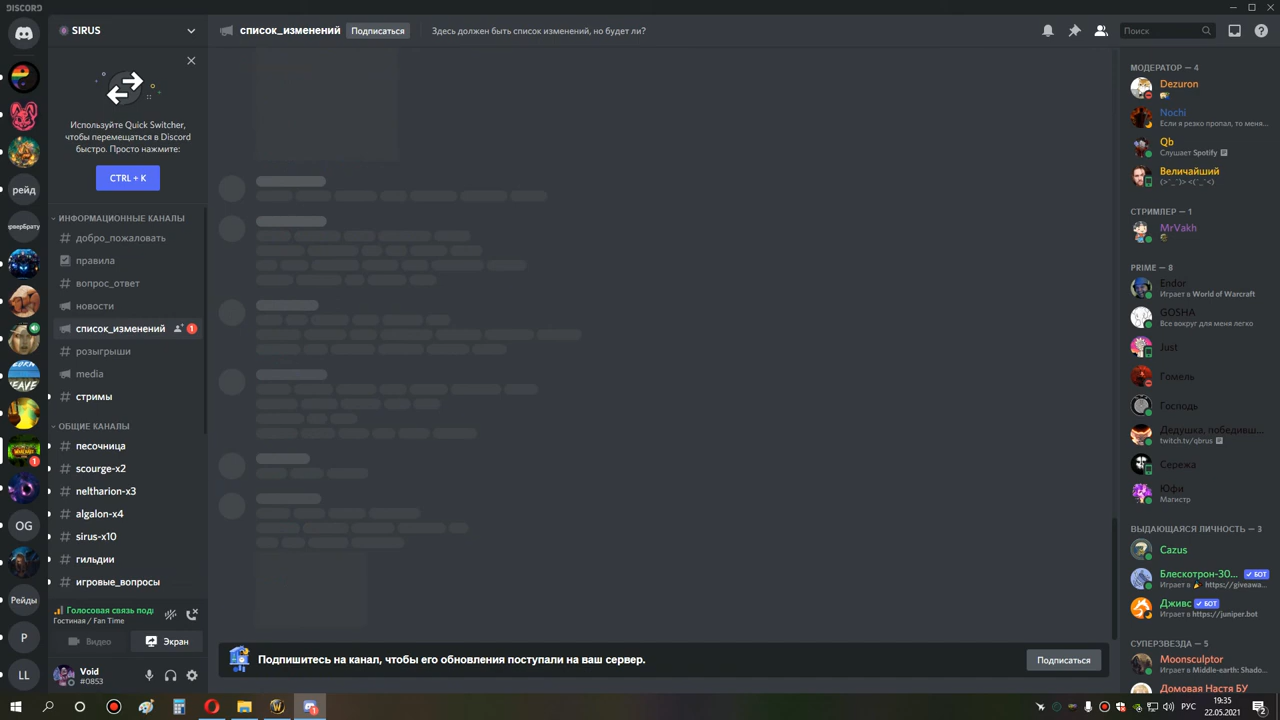 DISCORD
SIRUS
список_изменений
Подписаться
Здесь должен быть список изменений, но будет ли?
Поиск
Используйте Quick Switcher,
чтобы перемещаться в Discord
быстро. Просто нажмите:
CTRL + K
рейд
ерверБрату
Рейды
OG
P
LL
ИНФОРМАЦИОННЫЕ КАНАЛЫ
добро_пожаловать
правила
вопрос_ответ
новости
список_изменений
1
розыгрыши
media
стримы
ОБЩИЕ КАНАЛЫ
песочница
scourge-x2
neltharion-x3
algalon-x4
sirus-x10
гильдии
игровые_вопросы
1
Голосовая связь под
Гостиная / Fan Time
Видео
Экран
Void
#0853
Подпишитесь на канал, чтобы его обновления поступали на ваш сервер.
Подписаться
МОДЕРАТОР — 4
Dezuron
Nochi
Если я резко пропал, то меня...
Qb
Слушает Spotify
Величайший
(>^_^)> <(^_^<)
СТРИМЛЕР — 1
MrVakh
PRIME — 8
Endor
Играет в World of Warcraft
GOSHA
Все вокруг для меня легко
Just
Гомель
Господь
Дедушка, победивш...
twitch.tv/qbrus
Сережа
Юфи
Магистр
ВЫДАЮЩАЯСЯ ЛИЧНОСТЬ — 3
Cazus
Блескотрон-30... БОТ
Играет в https://giveawa...
Дживс БОТ
Играет в https://juniper.bot
СУПЕРЗВЕЗДА — 5
Moonsculptor
Играет в Middle-earth: Shado...
Домовая Настя БУ
РУС
19:35
22.05.2021
2